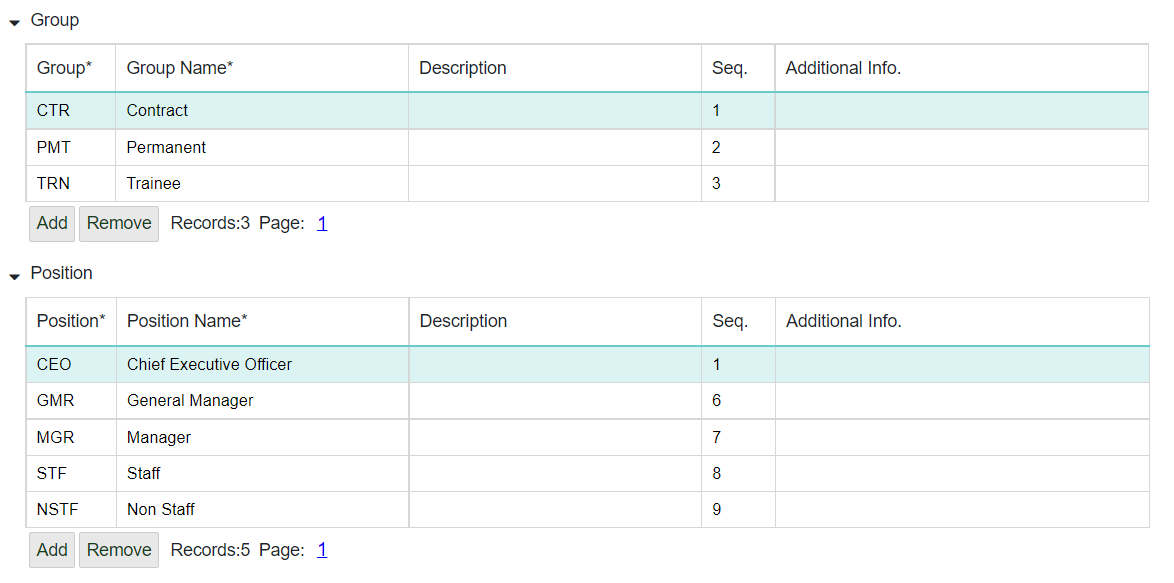 Group
Group* Group Name* Description Seq. Additional Info.
CTR Contract 1
PMT Permanent 2
TRN Trainee 3
Add Remove Records:3 Page: 1
Position
Position* Position Name* Description Seq. Additional Info.
CEO Chief Executive Officer 1
GMR General Manager 6
MGR Manager 7
STF Staff 8
NSTF Non Staff 9
Add Remove Records:5 Page: 1